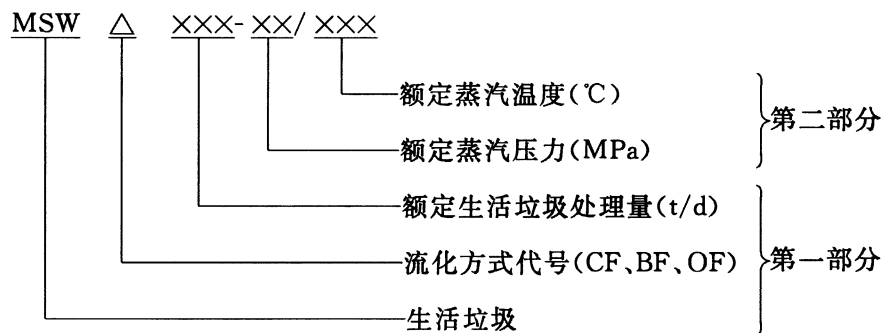 MSW △ ×××-××/×××
额定蒸汽温度(℃)
第二部分
额定蒸汽压力(MPa)
额定生活垃圾处理量(t/d)
流化方式代号(CF、BF、OF)
第一部分
生活垃圾